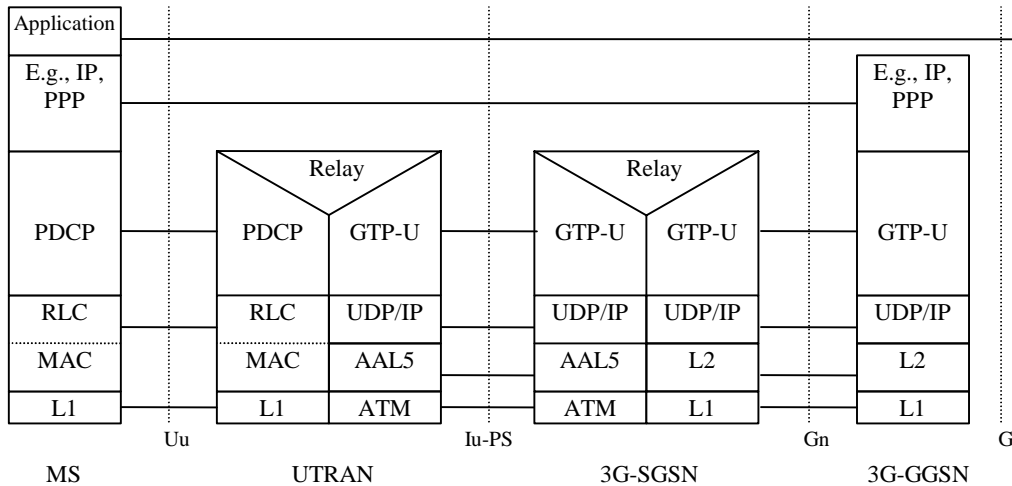 Application
E.g., IP,
PPP
E.g., IP,
PPP
Relay
Relay
PDCP
PDCP
GTP-U
GTP-U
GTP-U
GTP-U
RLC
RLC
UDP/IP
UDP/IP
UDP/IP
UDP/IP
MAC
MAC
AAL5
AAL5
L2
L2
L1
L1
ATM
ATM
L1
L1
Uu
Iu-PS
Gn
G
MS
UTRAN
3G-SGSN
3G-GGSN